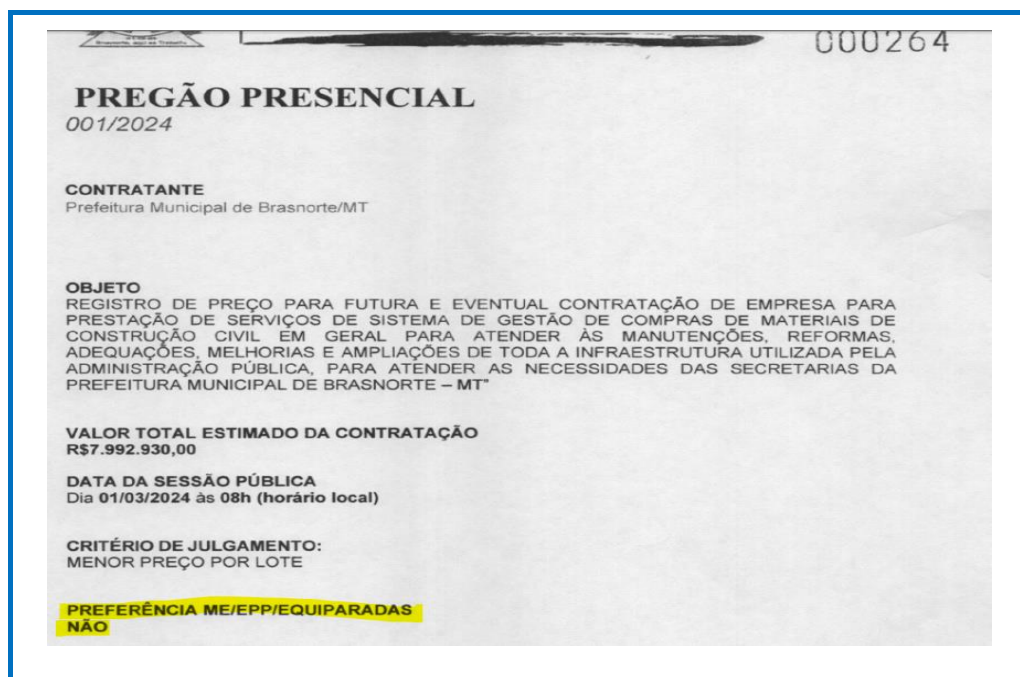 000264
PREGÃO PRESENCIAL
001/2024
CONTRATANTE
Prefeitura Municipal de Brasnorte/MT
OBJETO
REGISTRO DE PREÇO PARA FUTURA E EVENTUAL CONTRATAÇÃO DE EMPRESA PARA
PRESTAÇÃO DE SERVIÇOS DE SISTEMA DE GESTÃO DE COMPRAS DE MATERIAIS DE
CONSTRUÇÃO CIVIL EM GERAL PARA ATENDER ÀS MANUTENÇÕES, REFORMAS,
ADEQUAÇÕES, MELHORIAS E AMPLIAÇÕES DE TODA A INFRAESTRUTURA UTILIZADA PELA
ADMINISTRAÇÃO PÚBLICA, PARA ATENDER AS NECESSIDADES DAS SECRETARIAS DA
PREFEITURA MUNICIPAL DE BRASNORTE – MT"
VALOR TOTAL ESTIMADO DA CONTRATAÇÃO
R$7.992.930,00
DATA DA SESSÃO PÚBLICA
Dia 01/03/2024 às 08h (horário local)
CRITÉRIO DE JULGAMENTO:
MENOR PREÇO POR LOTE
PREFERÊNCIA ME/EPP/EQUIPARADAS
NÃO